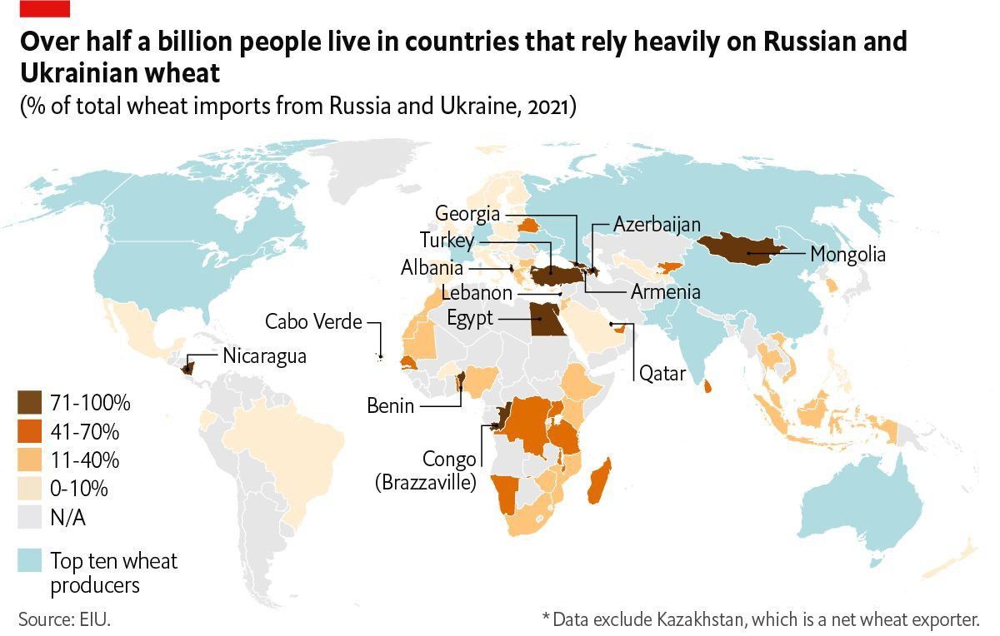 Over half a billion people live in countries that rely heavily on Russian and
Ukrainian wheat
(% of total wheat imports from Russia and Ukraine, 2021)
Georgia
Azerbaijan
Turkey
Mongolia
Albania
Lebanon
Armenia
Egypt
Cabo Verde
Nicaragua
Qatar
Benin
Congo
(Brazzaville)
71-100%
41-70%
11-40%
0-10%
N/A
Top ten wheat
producers
Source: EIU.
* Data exclude Kazakhstan, which is a net wheat exporter.